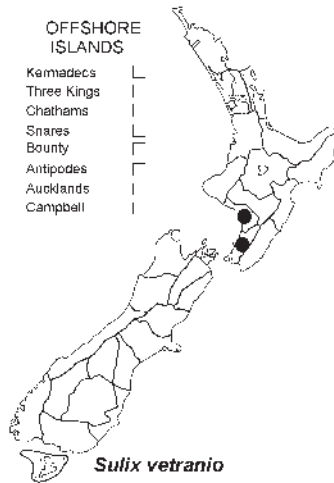 OFFSHORE
ISLANDS
Kermadecs
Three Kings
Chathams
Snares
Bounty
Antipodes
Aucklands
Campbell
Sulix vetranio